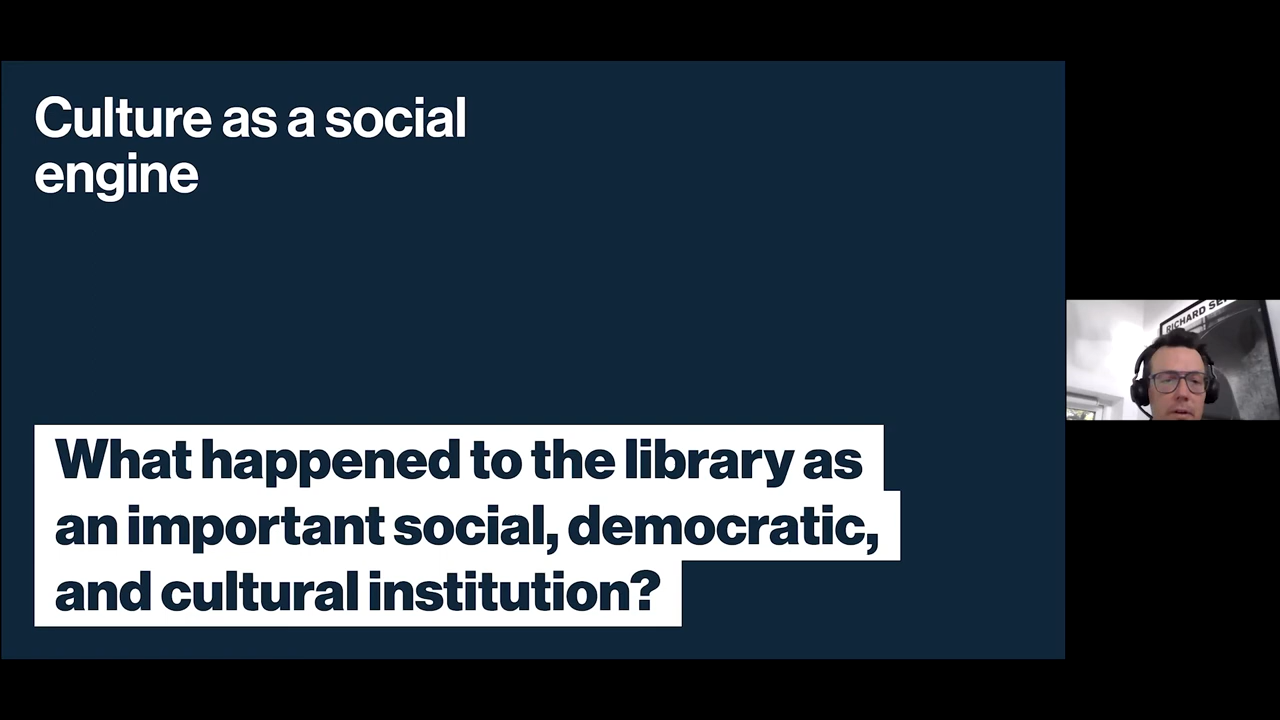 Culture as a social
engine
What happened to the library as
an important social, democratic,
and cultural institution?
RICHARD